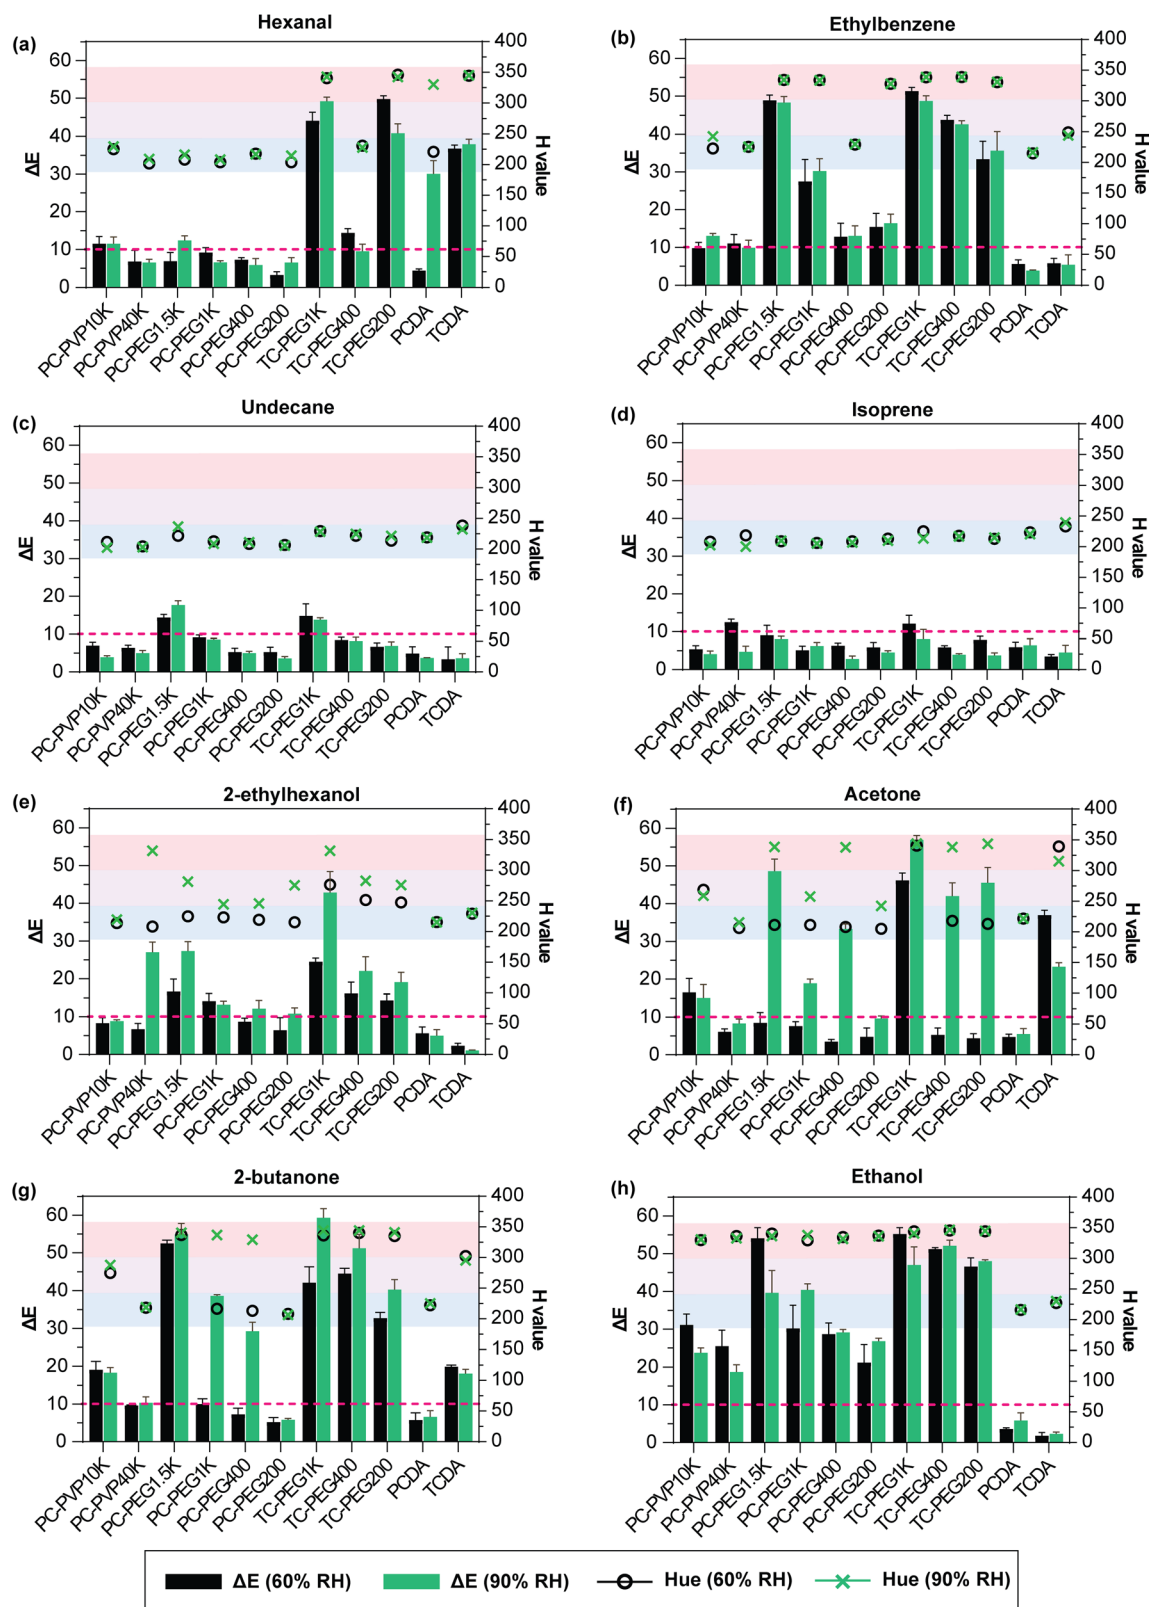 Hexanal
(a)
ΔE
60
50
40
30
20
10
0
400
350
300
250
200
150
100
50
0
H value
PC-PVP10K
PC-PVP40K
PC-PEG1.5K
PC-PEG1K
PC-PEG400
PC-PEG200
TC-PEG1K
TC-PEG400
TC-PEG200
PCDA
TCDA
Ethylbenzene
(b)
ΔE
60
50
40
30
20
10
0
400
350
300
250
200
150
100
50
0
H value
PC-PVP10K
PC-PVP40K
PC-PEG1.5K
PC-PEG1K
PC-PEG400
PC-PEG200
TC-PEG1K
TC-PEG400
TC-PEG200
PCDA
TCDA
Undecane
(c)
ΔE
60
50
40
30
20
10
0
400
350
300
250
200
150
100
50
0
H value
PC-PVP10K
PC-PVP40K
PC-PEG1.5K
PC-PEG1K
PC-PEG400
PC-PEG200
TC-PEG1K
TC-PEG400
TC-PEG200
PCDA
TCDA
Isoprene
(d)
ΔE
60
50
40
30
20
10
0
400
350
300
250
200
150
100
50
0
H value
PC-PVP10K
PC-PVP40K
PC-PEG1.5K
PC-PEG1K
PC-PEG400
PC-PEG200
TC-PEG1K
TC-PEG400
TC-PEG200
PCDA
TCDA
2-ethylhexanol
(e)
ΔE
60
50
40
30
20
10
0
400
350
300
250
200
150
100
50
0
H value
PC-PVP10K
PC-PVP40K
PC-PEG1.5K
PC-PEG1K
PC-PEG400
PC-PEG200
TC-PEG1K
TC-PEG400
TC-PEG200
PCDA
TCDA
Acetone
(f)
ΔE
60
50
40
30
20
10
0
400
350
300
250
200
150
100
50
0
H value
PC-PVP10K
PC-PVP40K
PC-PEG1.5K
PC-PEG1K
PC-PEG400
PC-PEG200
TC-PEG1K
TC-PEG400
TC-PEG200
PCDA
TCDA
2-butanone
(g)
ΔE
60
50
40
30
20
10
0
400
350
300
250
200
150
100
50
0
H value
PC-PVP10K
PC-PVP40K
PC-PEG1.5K
PC-PEG1K
PC-PEG400
PC-PEG200
TC-PEG1K
TC-PEG400
TC-PEG200
PCDA
TCDA
Ethanol
(h)
ΔE
60
50
40
30
20
10
0
400
350
300
250
200
150
100
50
0
H value
PC-PVP10K
PC-PVP40K
PC-PEG1.5K
PC-PEG1K
PC-PEG400
PC-PEG200
TC-PEG1K
TC-PEG400
TC-PEG200
PCDA
TCDA
ΔE (60% RH) ΔE (90% RH) Hue (60% RH) Hue (90% RH)